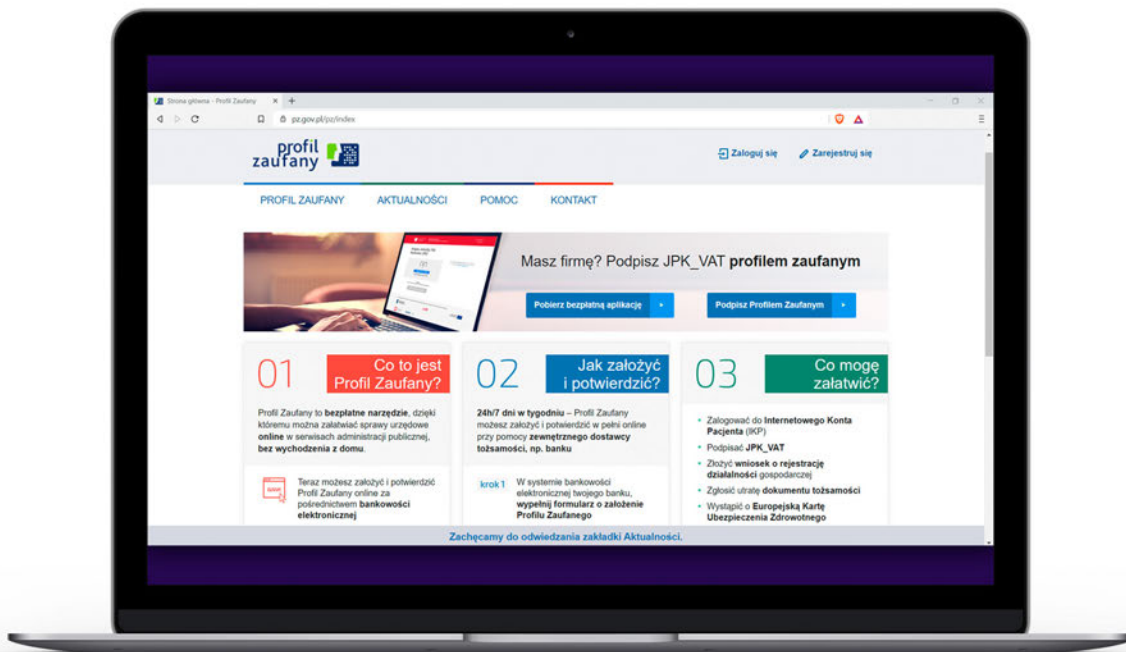 Strona główna - Profil Zaufany
pz.gov.pl/pz/index
profil
zaufany
Zaloguj się
Zarejestruj się
PROFIL ZAUFANY
AKTUALNOŚCI
POMOC
KONTAKT
Masz firmę? Podpisz JPK_VAT profilem zaufanym
Pobierz bezpłatną aplikację
Podpisz Profilem Zaufanym
01
Co to jest
Profil Zaufany?
Profil Zaufany to bezpłatne narzędzie, dzięki
któremu można załatwiać sprawy urzędowe
online w serwisach administracji publicznej,
bez wychodzenia z domu.
BANK
Teraz możesz założyć i potwierdzić
Profil Zaufany online za
pośrednictwem bankowości
elektronicznej
02
Jak założyć
i potwierdzić?
24h/7 dni w tygodniu – Profil Zaufany
możesz założyć i potwierdzić w pełni online
przy pomocy zewnętrznego dostawcy
tożsamości, np. banku
krok 1
W systemie bankowości
elektronicznej twojego banku,
wypełnij formularz o założenie
Profilu Zaufanego
03
Co mogę
załatwić?
Zalogować do Internetowego Konta
Pacjenta (IKP)
Podpisać JPK_VAT
Złożyć wniosek o rejestrację
działalności gospodarczej
Zgłosić utratę dokumentu tożsamości
Wystąpić o Europejską Kartę
Ubezpieczenia Zdrowotnego
Zachęcamy do odwiedzania zakładki Aktualności.